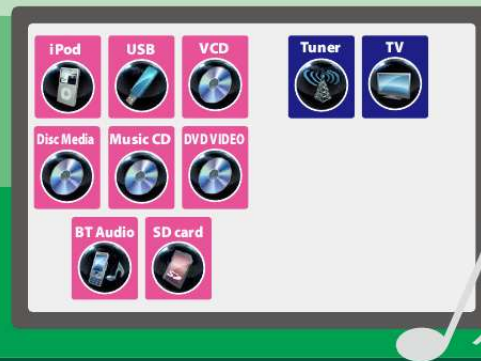 iPod USB VCD Tuner TV
Disc Media Music CD DVD VIDEO
BT Audio SD card